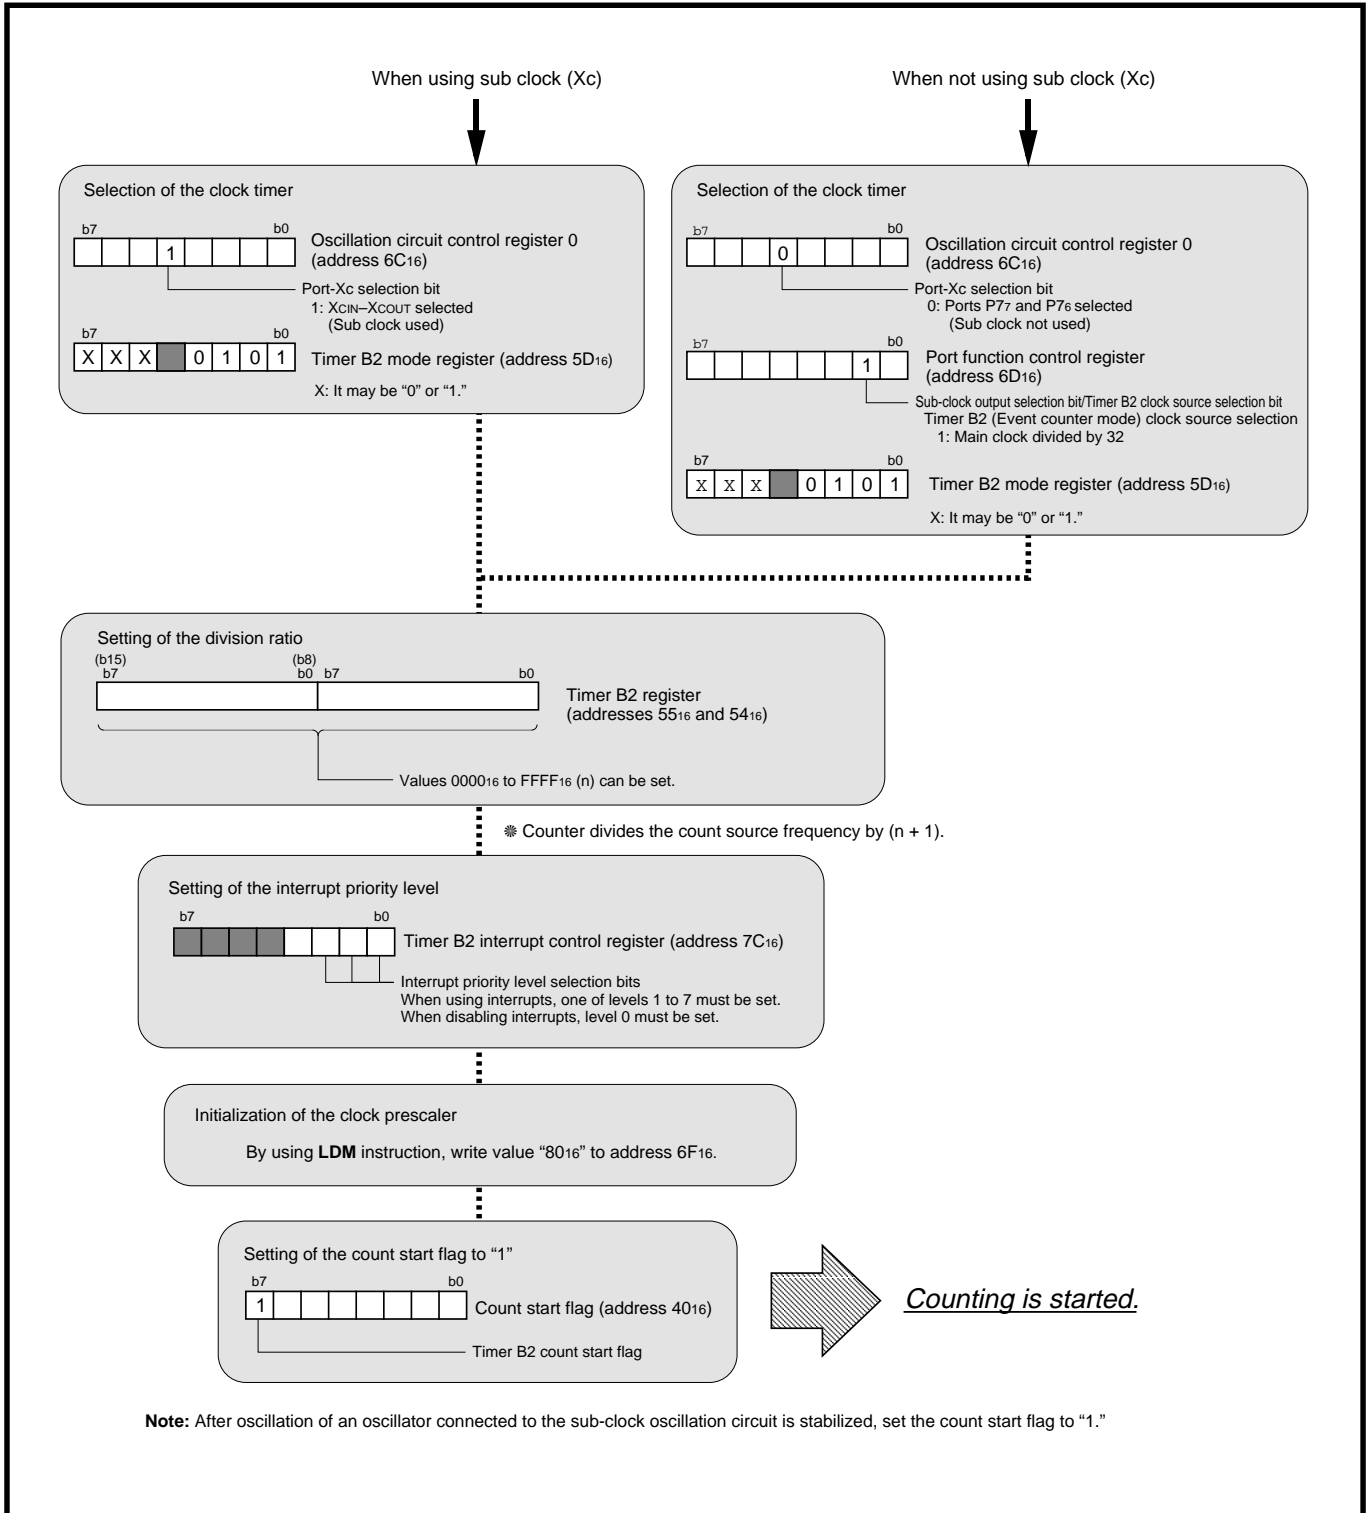 When using sub clock (Xc)
When not using sub clock (Xc)
Selection of the clock timer
b7 b0
1
Oscillation circuit control register 0
(address 6C16)
Port-Xc selection bit
1: XCIN–XCOUT selected
(Sub clock used)
b7 b0
X X X 0 1 0 1
Timer B2 mode register (address 5D16)
X: It may be “0” or “1.”
Selection of the clock timer
b7 b0
0
Oscillation circuit control register 0
(address 6C16)
Port-Xc selection bit
0: Ports P77 and P76 selected
(Sub clock not used)
b7 b0
1
Port function control register
(address 6D16)
Sub-clock output selection bit/Timer B2 clock source selection bit
Timer B2 (Event counter mode) clock source selection
1: Main clock divided by 32
b7 b0
X X X 0 1 0 1
Timer B2 mode register (address 5D16)
X: It may be “0” or “1.”
Setting of the division ratio
(b15) (b8)
b7 b0 b7 b0
Timer B2 register
(addresses 5516 and 5416)
Values 000016 to FFFF16 (n) can be set.
❋ Counter divides the count source frequency by (n + 1).
Setting of the interrupt priority level
b7 b0
Timer B2 interrupt control register (address 7C16)
Interrupt priority level selection bits
When using interrupts, one of levels 1 to 7 must be set.
When disabling interrupts, level 0 must be set.
Initialization of the clock prescaler
By using LDM instruction, write value “8016” to address 6F16.
Setting of the count start flag to “1”
b7 b0
1
Count start flag (address 4016)
Timer B2 count start flag
Counting is started.
Note: After oscillation of an oscillator connected to the sub-clock oscillation circuit is stabilized, set the count start flag to “1.”